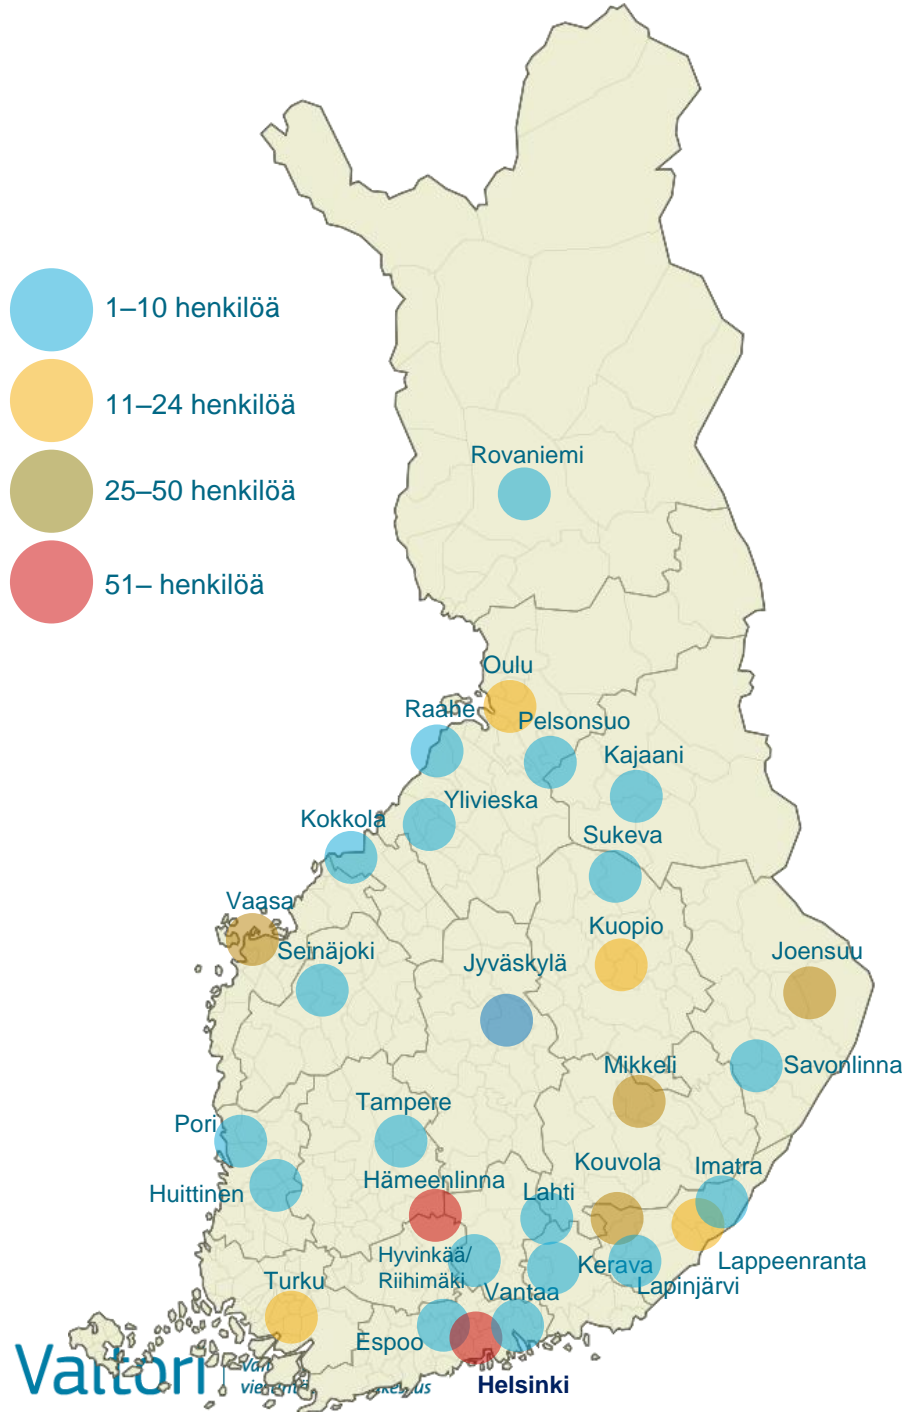 1–10 henkilöä
11–24 henkilöä
25–50 henkilöä
51– henkilöä
Rovaniemi
Oulu
Raahe
Pelsonsuo
Kajaani
Ylivieska
Kokkola
Sukeva
Vaasa
Kuopio
Seinäjoki
Jyväskylä
Joensuu
Mikkeli
Savonlinna
Tampere
Pori
Kouvola
Imatra
Hämeenlinna
Huittinen
Lahti
Hyvinkää/
Riihimäki
Kerava
Lappeenranta
Lapinjärvi
Turku
Vantaa
Espoo
Helsinki
Valtori